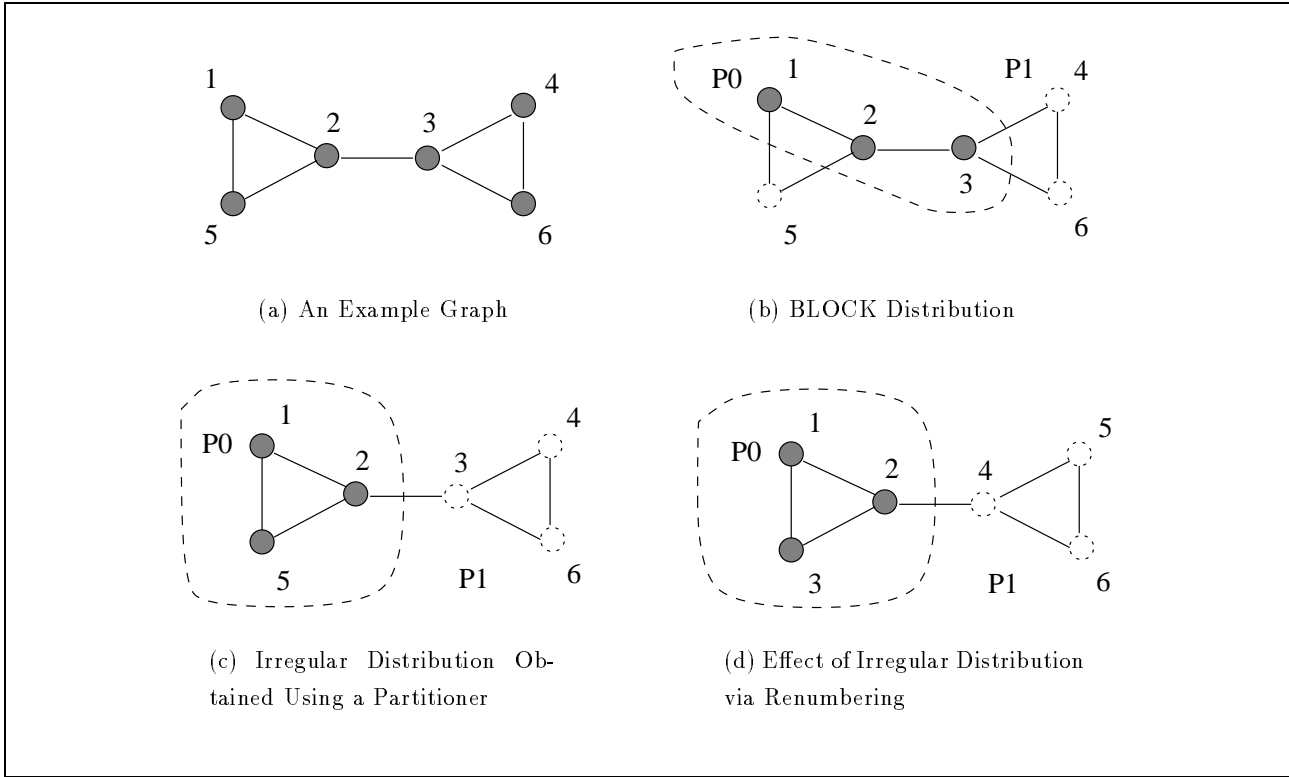 1
2
3
4
5
6
(a) An Example Graph
P0
1
2
3
P1
4
5
6
(b) BLOCK Distribution
P0
1
2
3
4
5
6
P1
(c) Irregular Distribution Ob-
tained Using a Partitioner
P0
1
2
3
4
5
6
P1
(d) Effect of Irregular Distribution
via Renumbering